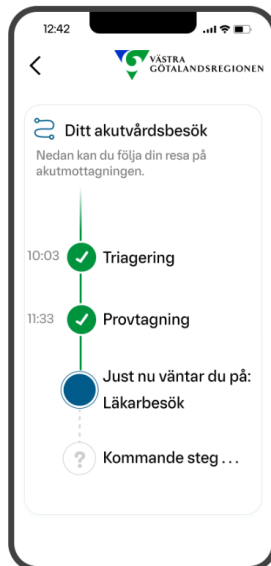 12:42
VÄSTRA
GÖTALANDSREGIONEN
Ditt akutvårdsbesök
Nedan kan du följa din resa på
akutmottagningen.
10:03 Triagering
11:33 Provtagning
Just nu väntar du på:
Läkarbesök
? Kommande steg ...